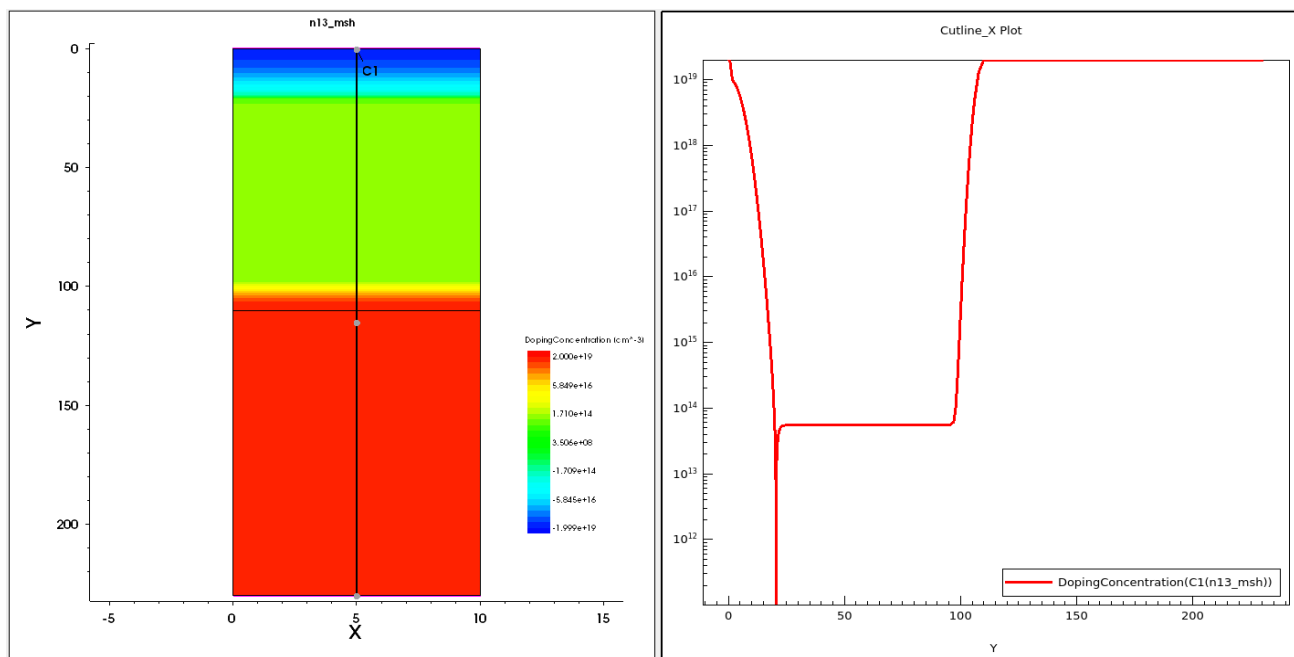 n13_msh
0
50
100
150
200
Y
-5
0
5
10
15
X
C1
DopingConcentration (cm^-3)
2.000e+19
5.849e+16
1.710e+14
3.506e+08
-1.709e+14
-5.845e+16
-1.999e+19
Cutline_X Plot
10^19
10^18
10^17
10^16
10^15
10^14
10^13
10^12
0
50
100
150
200
Y
DopingConcentration(C1(n13_msh))